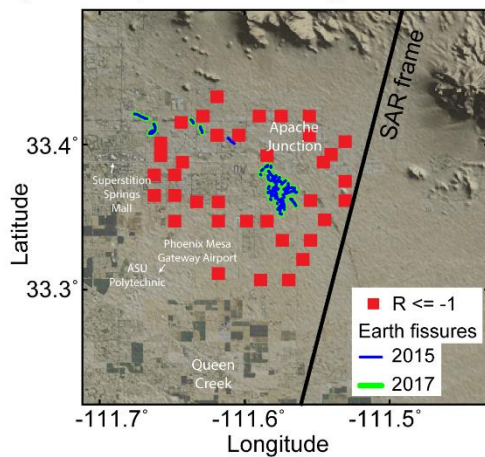 Apache
Junction
SAR frame
33.4˚
Superstition
Springs
Mall
Latitude
Phoenix Mesa
Gateway Airport
ASU
Polytechnic
33.3˚
R <= -1
Earth fissures
2015
2017
Queen
Creek
-111.7˚
-111.6˚
-111.5˚
Longitude